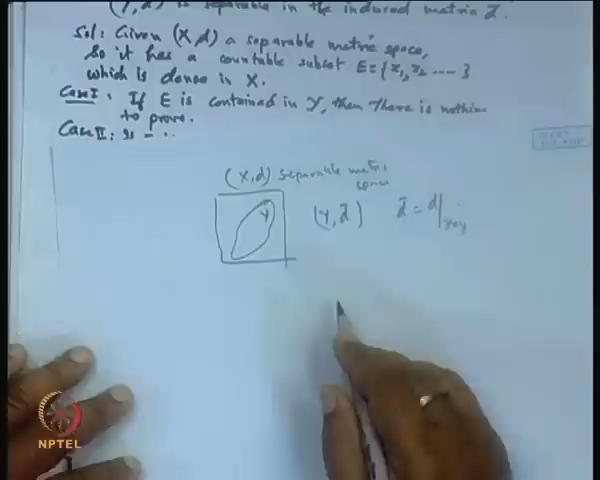 (Y, d̃) is separable in the induced metric d̃.
Sol: Given (X,d) a separable metric space,
So it has a countable subset E = {x₁, x₂, ----- }
which is dense in X.
Case I. If E is contained in Y, then there is nothing
to prove.
Case II: If
(X,d) separable metric
space
Y
(Y, d̃) d̃ = d|Y×Y
NPTEL